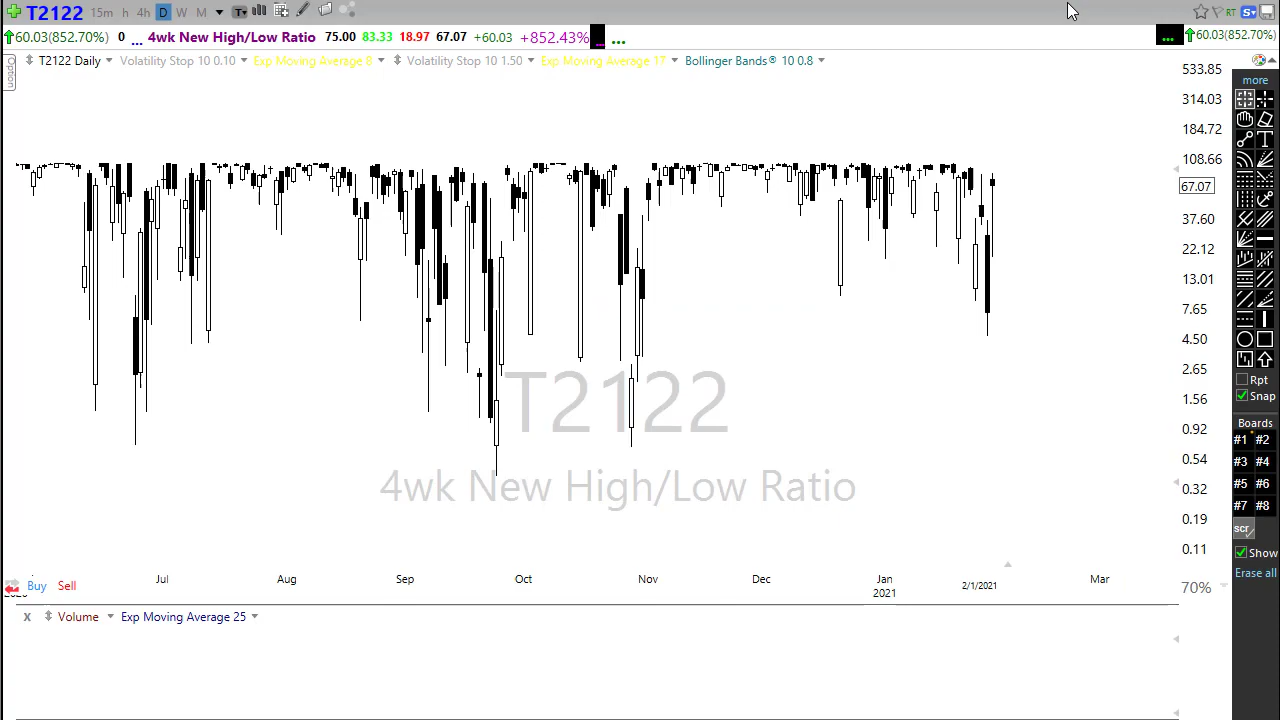 T2122 15m h 4h D W M T RT S
60.03(852.70%) 0 ... 4wk New High/Low Ratio 75.00 83.33 18.97 67.07 +60.03 +852.43% ... ... ... 60.03(852.70%)
Option T2122 Daily Volatility Stop 10 0.10 Exp Moving Average 8 Volatility Stop 10 1.50 Exp Moving Average 17 Bollinger Bands® 10 0.8
533.85
314.03
184.72
108.66
67.07
37.60
22.12
13.01
7.65
4.50
2.65
1.56
0.92
0.54
0.32
0.19
0.11
70%
more
Rpt
Snap
Boards
#1 #2
#3 #4
#5 #6
#7 #8
scr
Show
Erase all
T2122
4wk New High/Low Ratio
Jul Aug Sep Oct Nov Dec Jan 2/1/2021 Mar
2021
Buy Sell
X Volume Exp Moving Average 25